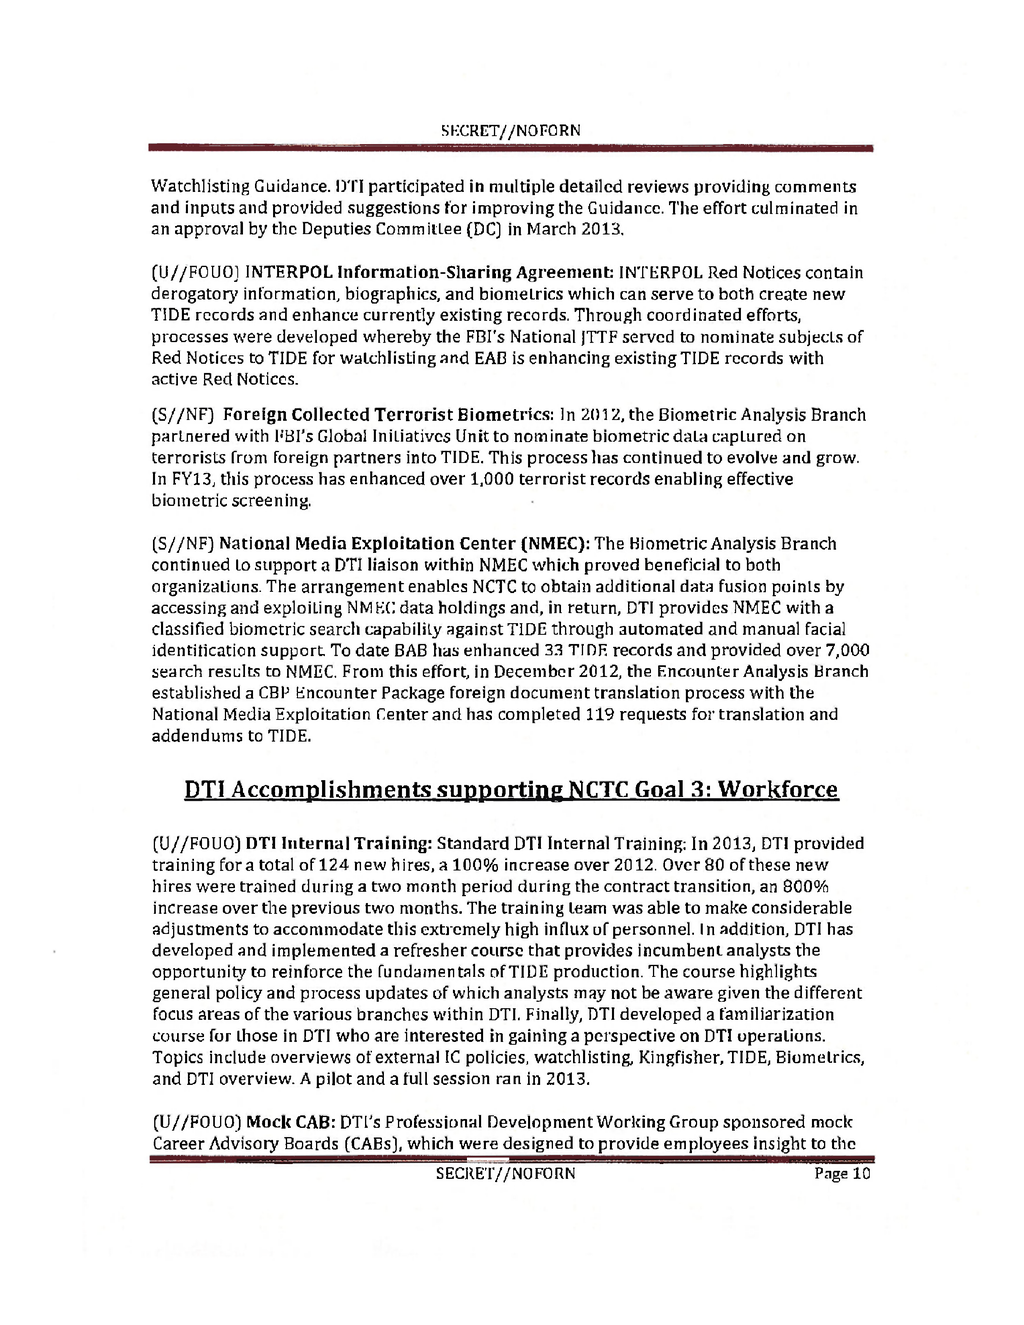 SECRET//NOFORN
Watchlisting Guidance. DTI participated in multiple detailed reviews providing comments
and inputs and provided suggestions for improving the Guidance. The effort culminated in
an approval by the Deputies Committee (DC) in March 2013.
(U//FOUO) INTERPOL Information-Sharing Agreement: INTERPOL Red Notices contain
derogatory information, biographics, and biometrics which can serve to both create new
TIDE records and enhance currently existing records. Through coordinated efforts,
processes were developed whereby the FBI's National JTTF served to nominate subjects of
Red Notices to TIDE for watchlisting and EAB is enhancing existing TIDE records with
active Red Notices.
(S//NF) Foreign Collected Terrorist Biometrics: In 2012, the Biometric Analysis Branch
partnered with FBI's Global Initiatives Unit to nominate biometric data captured on
terrorists from foreign partners into TIDE. This process has continued to evolve and grow.
In FY13, this process has enhanced over 1,000 terrorist records enabling effective
biometric screening.
(S//NF) National Media Exploitation Center (NMEC): The Biometric Analysis Branch
continued to support a DTI liaison within NMEC which proved beneficial to both
organizations. The arrangement enables NCTC to obtain additional data fusion points by
accessing and exploiting NMEC data holdings and, in return, DTI provides NMEC with a
classified biometric search capability against TIDE through automated and manual facial
identification support. To date BAB has enhanced 33 TIDE records and provided over 7,000
search results to NMEC. From this effort, in December 2012, the Encounter Analysis Branch
established a CBP Encounter Package foreign document translation process with the
National Media Exploitation Center and has completed 119 requests for translation and
addendums to TIDE.
DTI Accomplishments supporting NCTC Goal 3: Workforce
(U//FOUO) DTI Internal Training: Standard DTI Internal Training: In 2013, DTI provided
training for a total of 124 new hires, a 100% increase over 2012. Over 80 of these new
hires were trained during a two month period during the contract transition, an 800%
increase over the previous two months. The training team was able to make considerable
adjustments to accommodate this extremely high influx of personnel. In addition, DTI has
developed and implemented a refresher course that provides incumbent analysts the
opportunity to reinforce the fundamentals of TIDE production. The course highlights
general policy and process updates of which analysts may not be aware given the different
focus areas of the various branches within DTI. Finally, DTI developed a familiarization
course for those in DTI who are interested in gaining a perspective on DTI operations.
Topics include overviews of external IC policies, watchlisting, Kingfisher, TIDE, Biometrics,
and DTI overview. A pilot and a full session ran in 2013.
(U//FOUO) Mock CAB: DTI's Professional Development Working Group sponsored mock
Career Advisory Boards (CABs), which were designed to provide employees insight to the
SECRET//NOFORN
Page 10